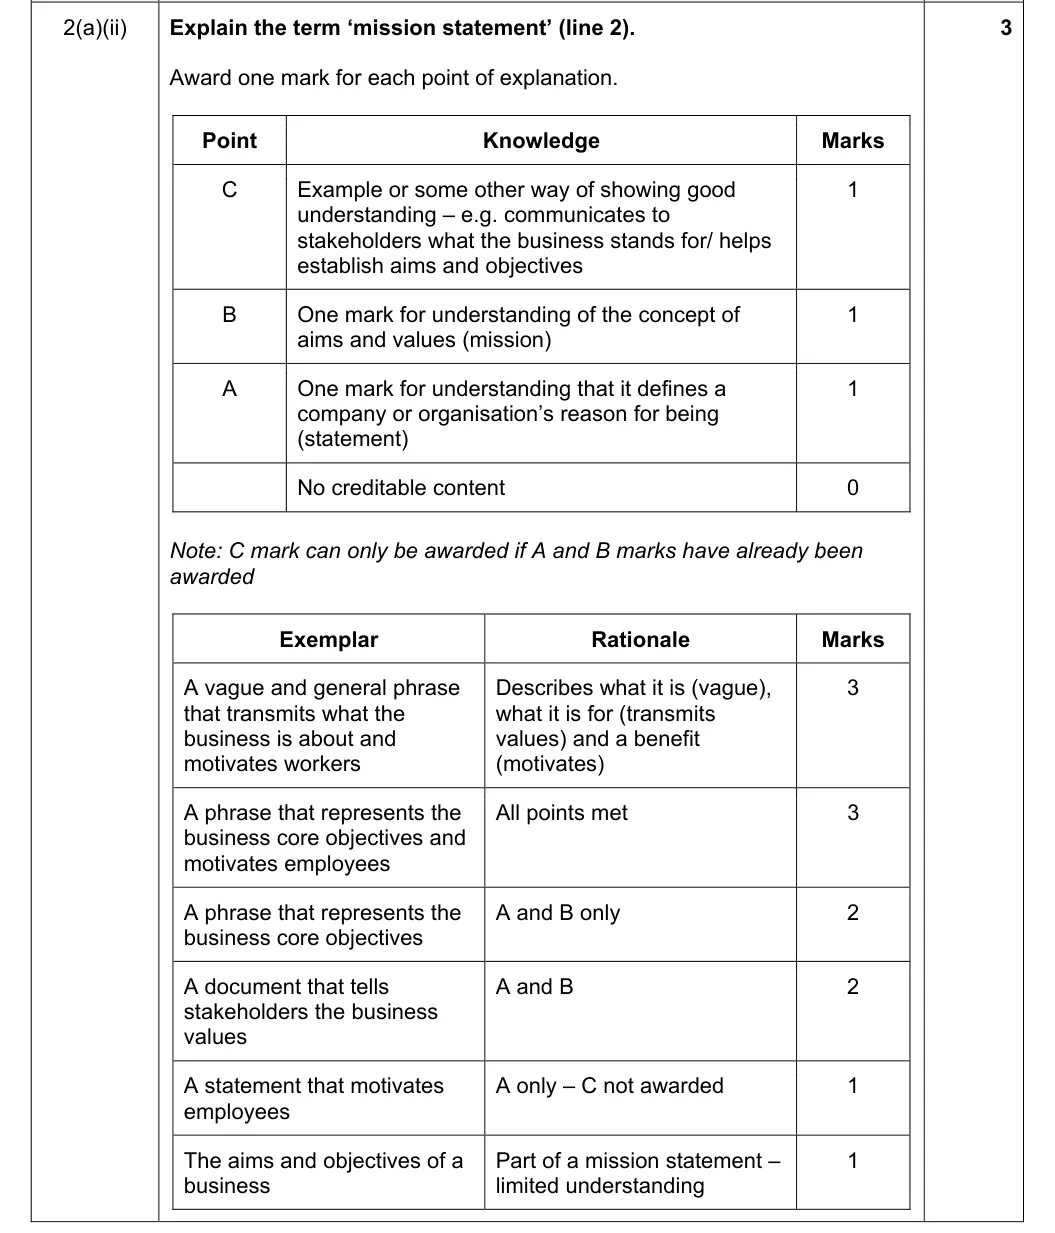 2(a)(ii) Explain the term ‘mission statement’ (line 2). 3
Award one mark for each point of explanation.
Point Knowledge Marks
C Example or some other way of showing good 1
understanding – e.g. communicates to
stakeholders what the business stands for/ helps
establish aims and objectives
B One mark for understanding of the concept of 1
aims and values (mission)
A One mark for understanding that it defines a 1
company or organisation’s reason for being
(statement)
No creditable content 0
Note: C mark can only be awarded if A and B marks have already been
awarded
Exemplar Rationale Marks
A vague and general phrase Describes what it is (vague), 3
that transmits what the what it is for (transmits
business is about and values) and a benefit
motivates workers (motivates)
A phrase that represents the All points met 3
business core objectives and
motivates employees
A phrase that represents the A and B only 2
business core objectives
A document that tells A and B 2
stakeholders the business
values
A statement that motivates A only – C not awarded 1
employees
The aims and objectives of a Part of a mission statement – 1
business limited understanding